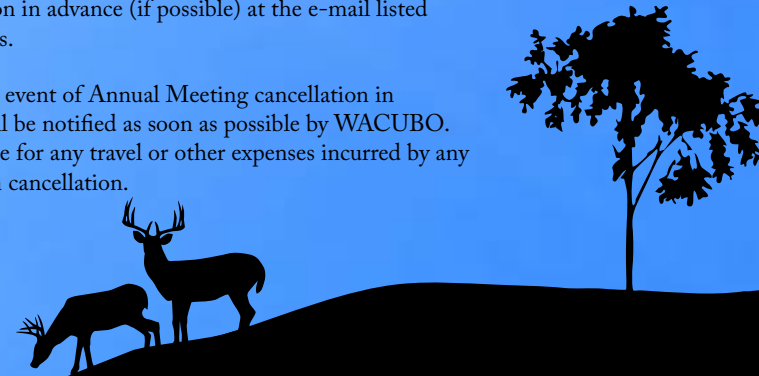 on in advance (if possible) at the e-mail listed
s.
event of Annual Meeting cancellation in
ll be notified as soon as possible by WACUBO.
e for any travel or other expenses incurred by any
cancellation.